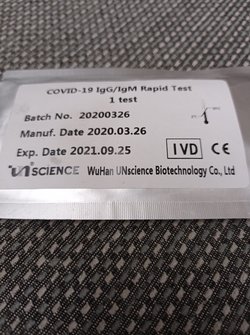 COVID-19 IgG/IgM Rapid Test
1 test
Batch No. 20200326
Manuf. Date 2020.03.26
Exp. Date 2021.09.25
IVD CE
UNSCIENCE WuHan UNscience Biotechnology Co., Ltd